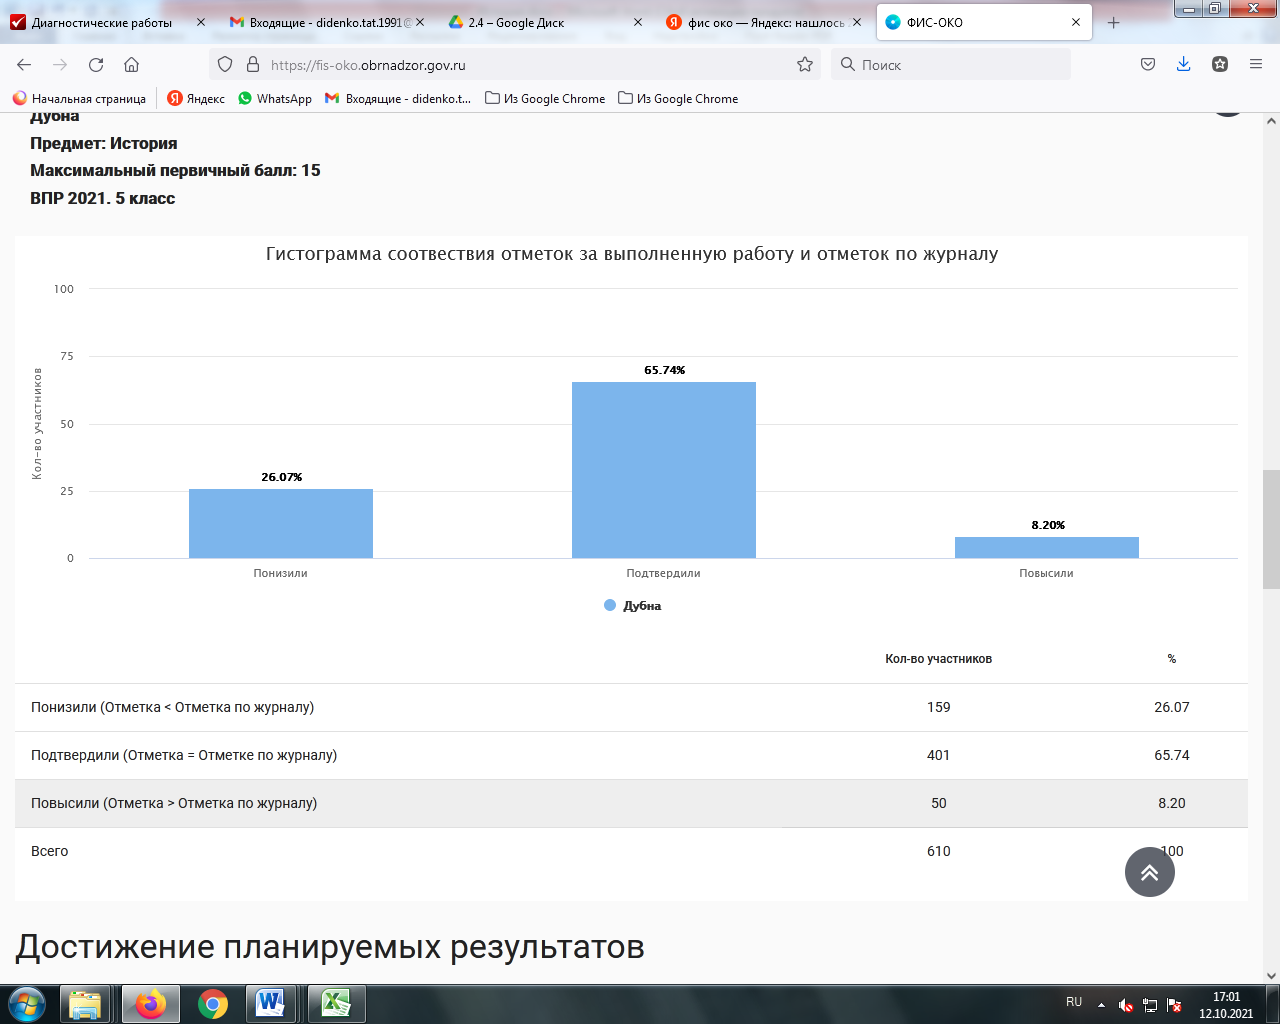 Диагностические работы
Входящие - didenko.tat.1991@
2.4 – Google Диск
фис око — Яндекс: нашлось
ФИС-ОКО
https://fis-oko.obrnadzor.gov.ru
Поиск
Начальная страница
Яндекс
WhatsApp
Входящие - didenko.t...
Из Google Chrome
Из Google Chrome
Дубна
Предмет: История
Максимальный первичный балл: 15
ВПР 2021. 5 класс
Гистограмма соотвествия отметок за выполненную работу и отметок по журналу
Кол-во участников
100
75
50
25
0
26.07%
65.74%
8.20%
Понизили
Подтвердили
Повысили
Дубна
Кол-во участников %
Понизили (Отметка < Отметка по журналу) 159 26.07
Подтвердили (Отметка = Отметке по журналу) 401 65.74
Повысили (Отметка > Отметка по журналу) 50 8.20
Всего 610 100
Достижение планируемых результатов
RU
17:01
12.10.2021